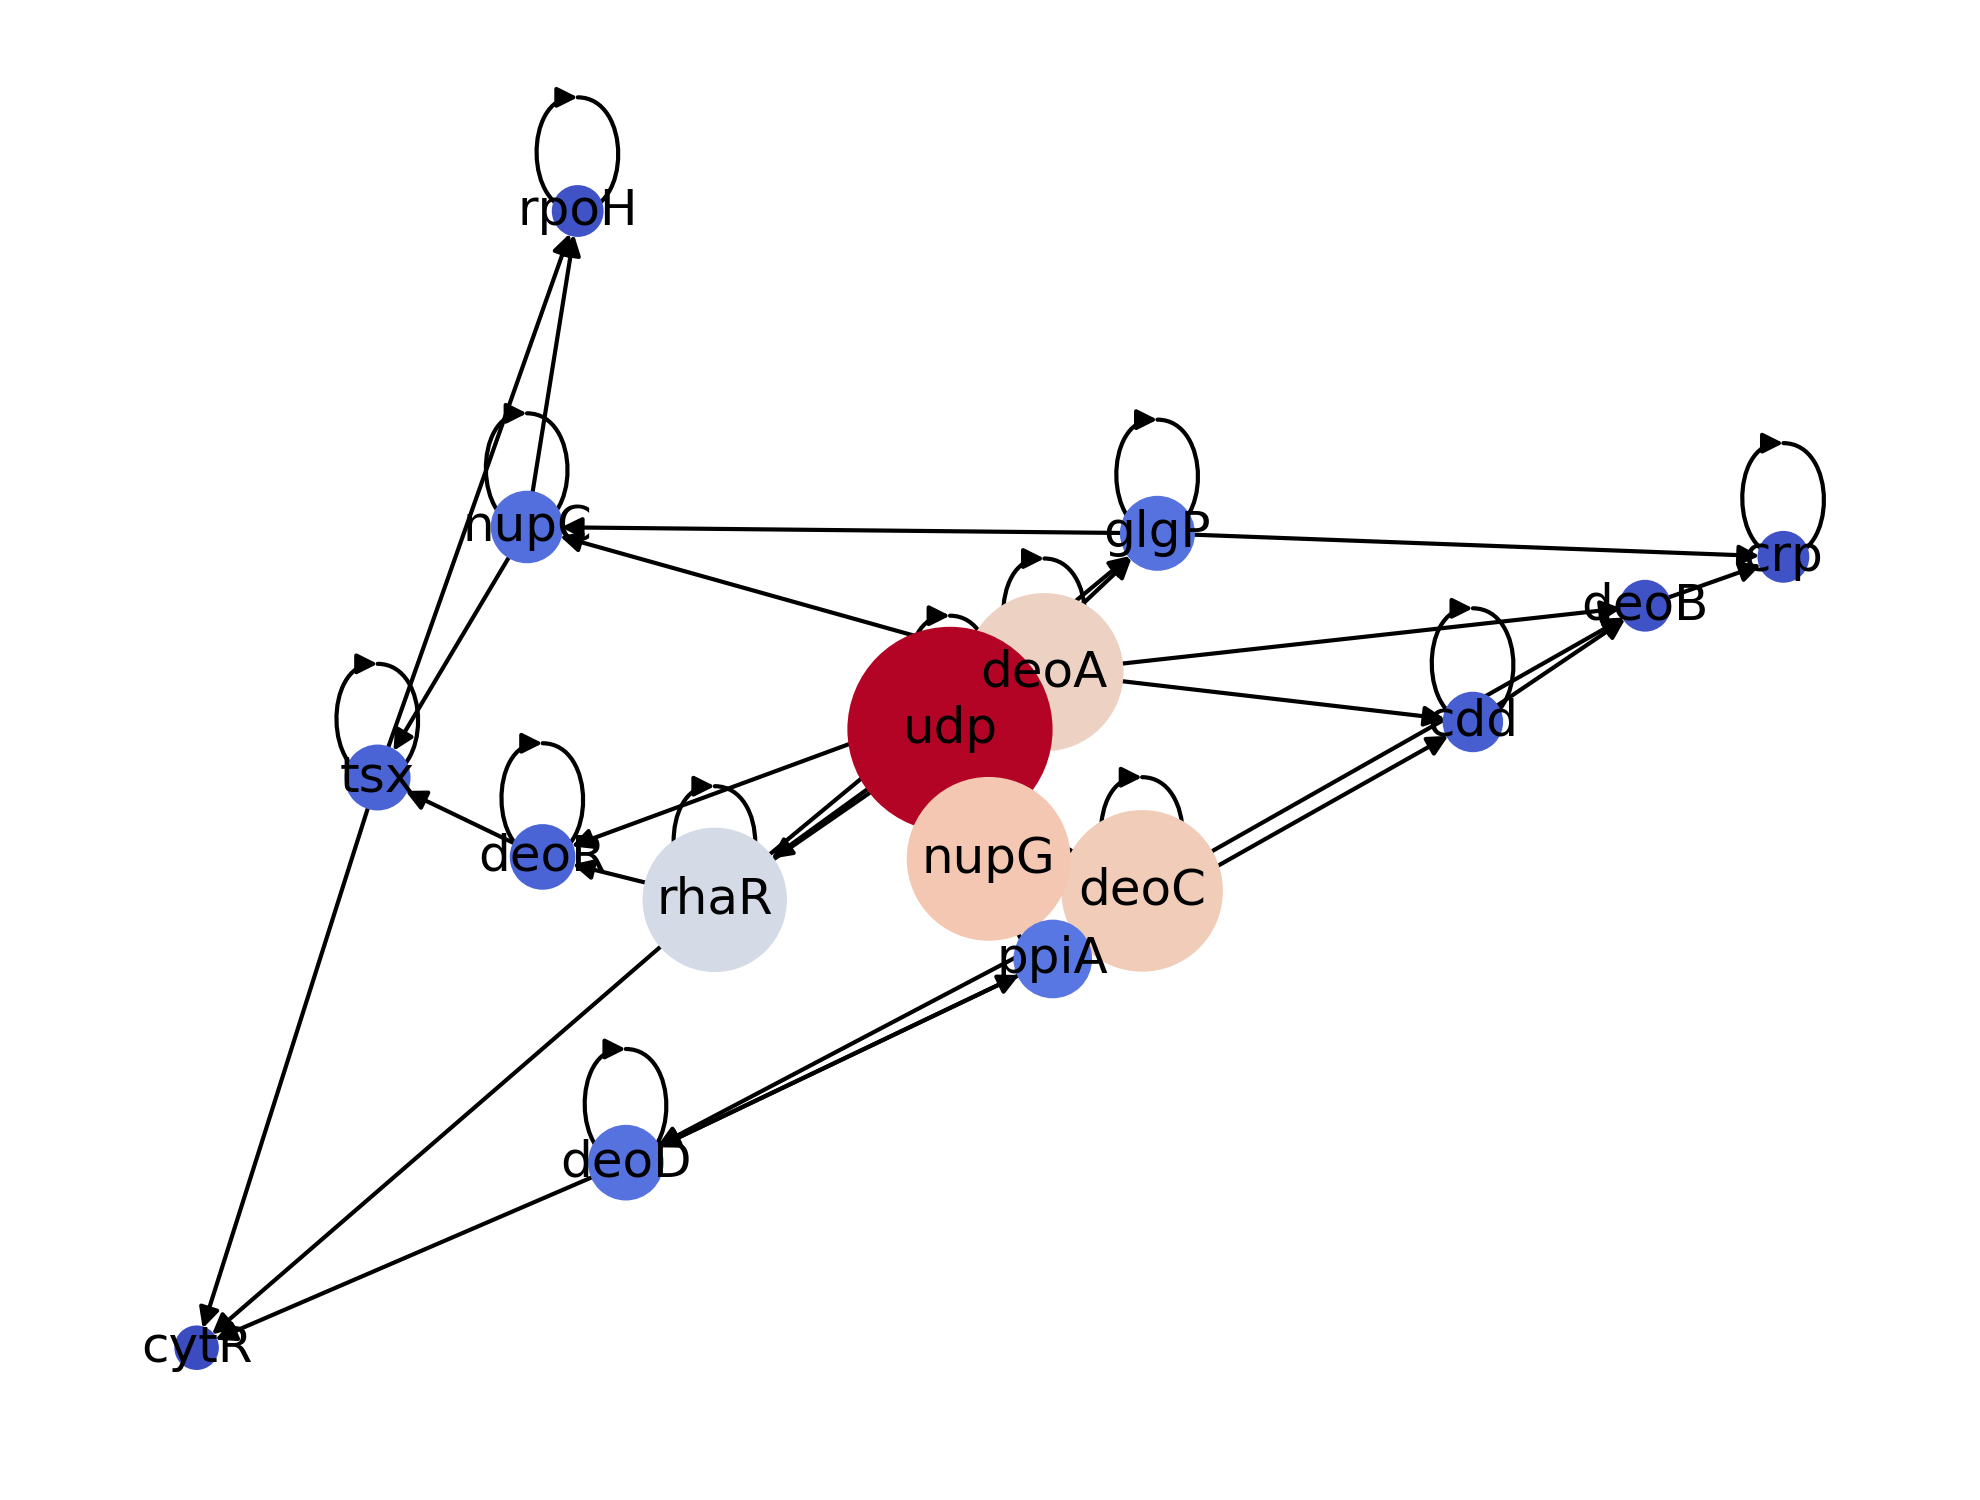 rpoH
nupC
glgP
crp
deoB
deoA
cdd
udp
tsx
deoR
nupG
deoC
rhaR
ppiA
deoD
cytR